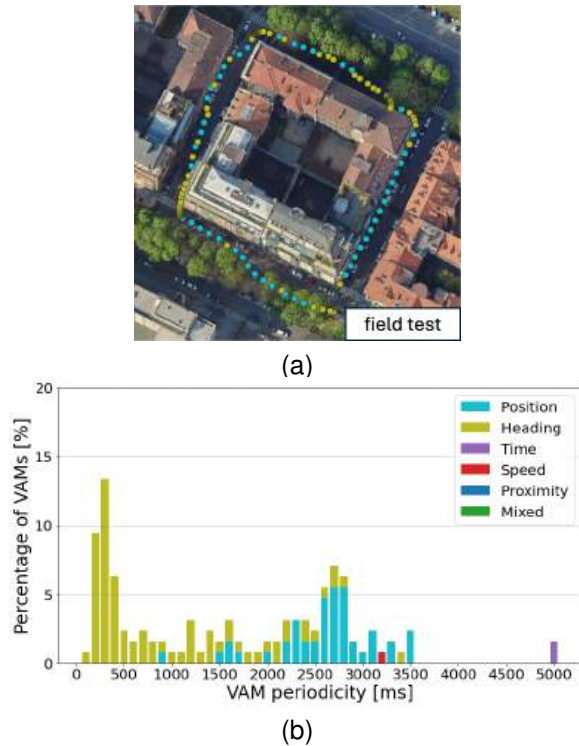 field test
(a)
20
15
10
5
0
Percentage of VAMs [%]
Position
Heading
Time
Speed
Proximity
Mixed
0 500 1000 1500 2000 2500 3000 3500 4000 4500 5000
VAM periodicity [ms]
(b)